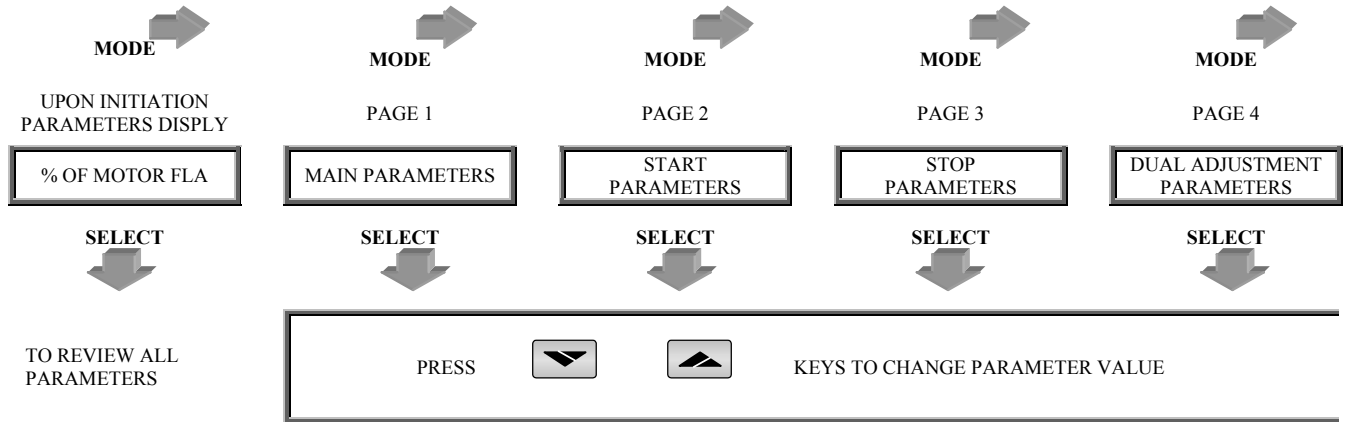 MODE
MODE
MODE
MODE
MODE
UPON INITIATION
PARAMETERS DISPLY
PAGE 1
PAGE 2
PAGE 3
PAGE 4
% OF MOTOR FLA
MAIN PARAMETERS
START
PARAMETERS
STOP
PARAMETERS
DUAL ADJUSTMENT
PARAMETERS
SELECT
SELECT
SELECT
SELECT
SELECT
TO REVIEW ALL
PARAMETERS
PRESS
KEYS TO CHANGE PARAMETER VALUE